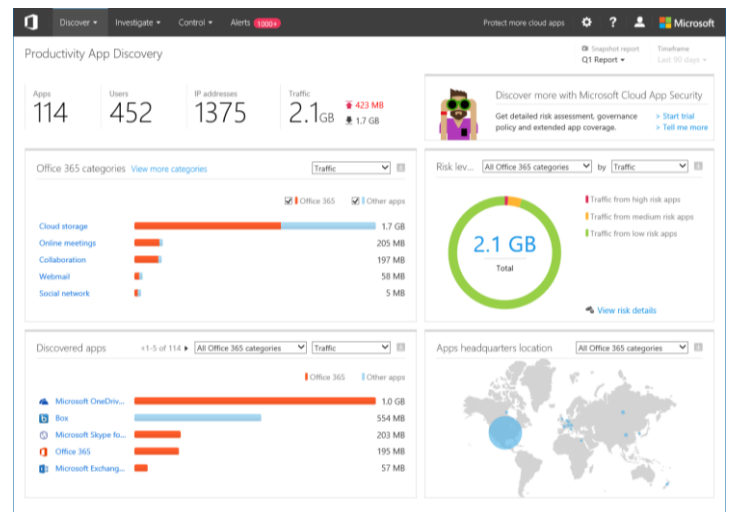 Discover Investigate Control Alerts 1000+ Protect more cloud apps ? Microsoft
Productivity App Discovery
Snapshot report Timeframe
Q1 Report Last 90 days
Apps Users IP addresses Traffic
114 452 1375 2.1GB
423 MB
1.7 GB
Discover more with Microsoft Cloud App Security
Get detailed risk assessment, governance
policy and extended app coverage.
> Start trial
> Tell me more
Office 365 categories View more categories Traffic
Office 365 Other apps
Cloud storage 1.7 GB
Online meetings 205 MB
Collaboration 197 MB
Webmail 58 MB
Social network 5 MB
Risk lev... All Office 365 categories by Traffic
2.1 GB
Total
Traffic from high risk apps
Traffic from medium risk apps
Traffic from low risk apps
View risk details
Discovered apps 1-5 of 114 All Office 365 categories Traffic
Office 365 Other apps
Microsoft OneDriv... 1.0 GB
Box 554 MB
Microsoft Skype fo... 203 MB
Office 365 195 MB
Microsoft Exchang... 57 MB
Apps headquarters location All Office 365 categories